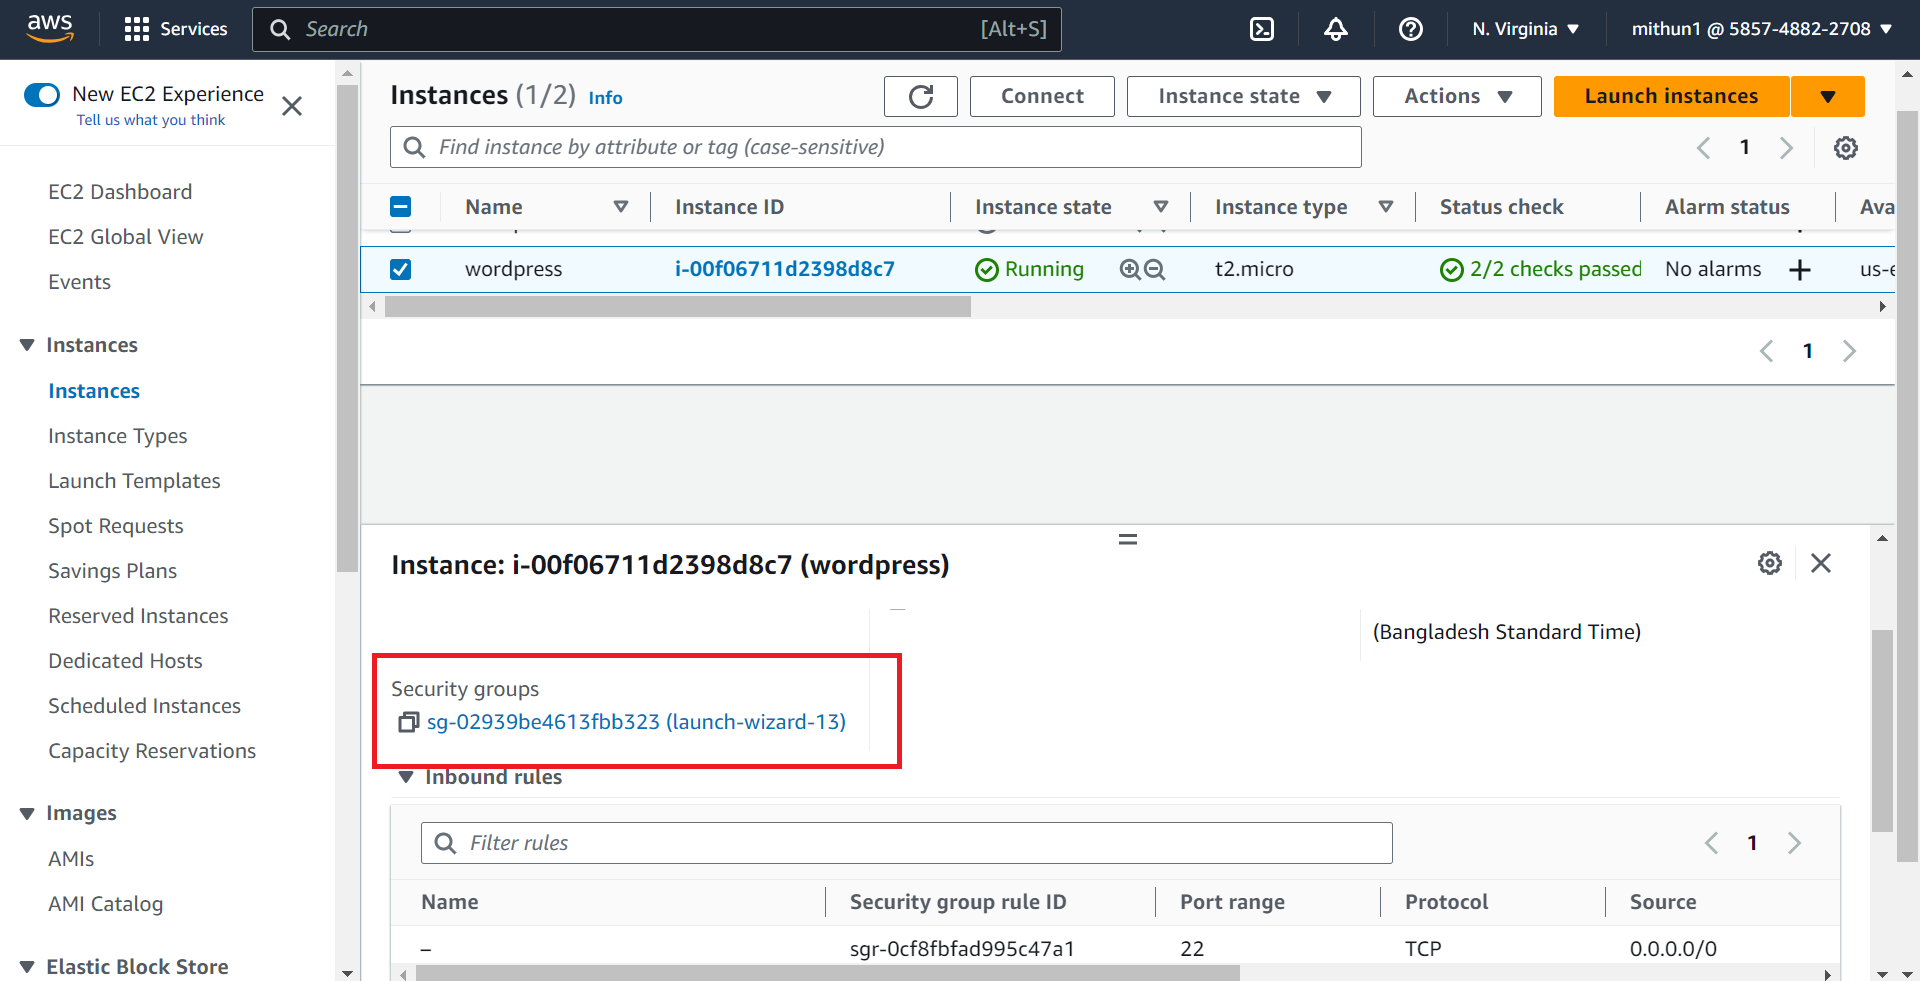 aws Services Search [Alt+S] N. Virginia mithun1 @ 5857-4882-2708
New EC2 Experience
Tell us what you think
EC2 Dashboard
EC2 Global View
Events
Instances
Instances
Instance Types
Launch Templates
Spot Requests
Savings Plans
Reserved Instances
Dedicated Hosts
Scheduled Instances
Capacity Reservations
Images
AMIs
AMI Catalog
Elastic Block Store
Instances (1/2) Info Connect Instance state Actions Launch instances
Find instance by attribute or tag (case-sensitive) 1
Name Instance ID Instance state Instance type Status check Alarm status Ava
wordpress i-00f06711d2398d8c7 Running t2.micro 2/2 checks passed No alarms us-e
1
Instance: i-00f06711d2398d8c7 (wordpress)
(Bangladesh Standard Time)
Security groups
sg-02939be4613fbb323 (launch-wizard-13)
Inbound rules
Filter rules 1
Name Security group rule ID Port range Protocol Source
– sgr-0cf8fbfad995c47a1 22 TCP 0.0.0.0/0